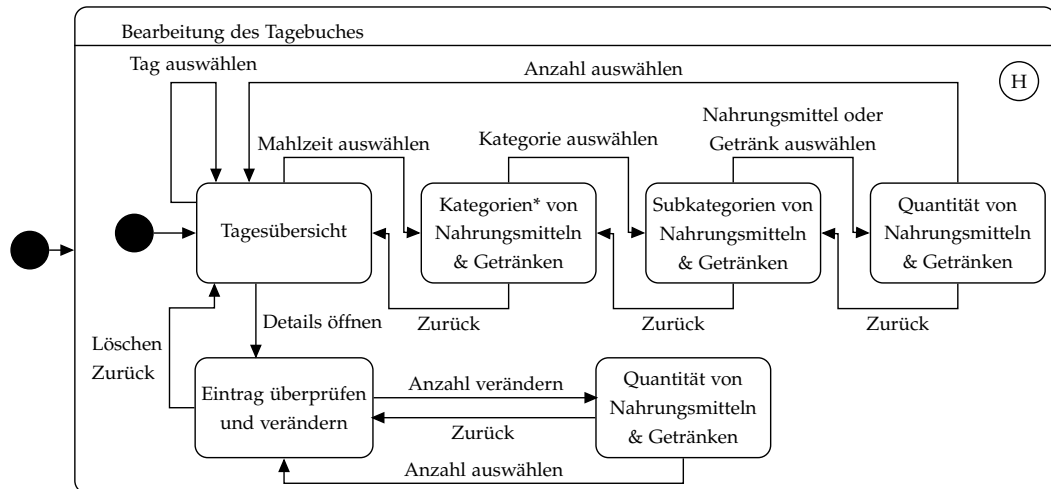 Bearbeitung des Tagebuches
Tag auswählen
Anzahl auswählen
H
Mahlzeit auswählen
Kategorie auswählen
Nahrungsmittel oder
Getränk auswählen
Tagesübersicht
Kategorien* von
Nahrungsmitteln
& Getränken
Subkategorien von
Nahrungsmitteln
& Getränken
Quantität von
Nahrungsmitteln
& Getränken
Zurück
Zurück
Zurück
Details öffnen
Löschen
Zurück
Eintrag überprüfen
und verändern
Anzahl verändern
Zurück
Quantität von
Nahrungsmitteln
& Getränken
Anzahl auswählen